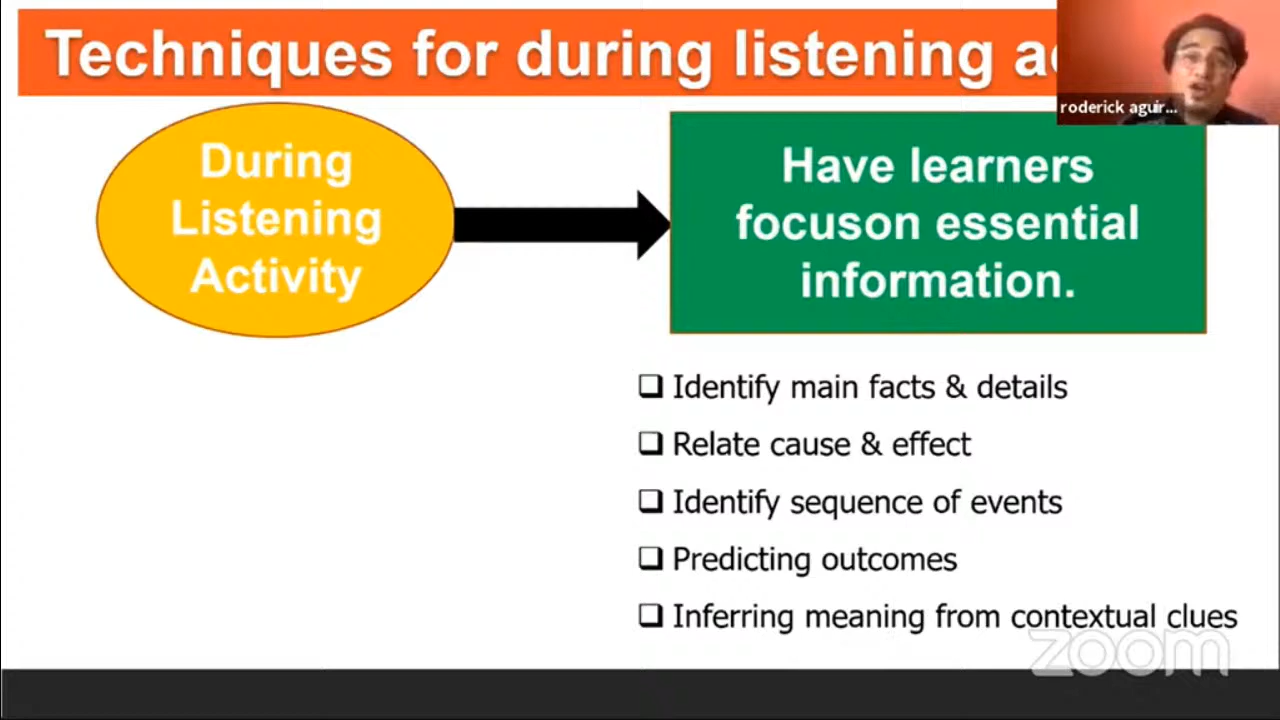 Techniques for during listening
roderick aguir...
During
Listening
Activity
Have learners
focuson essential
information.
❑ Identify main facts & details
❑ Relate cause & effect
❑ Identify sequence of events
❑ Predicting outcomes
❑ Inferring meaning from contextual clues
zoom